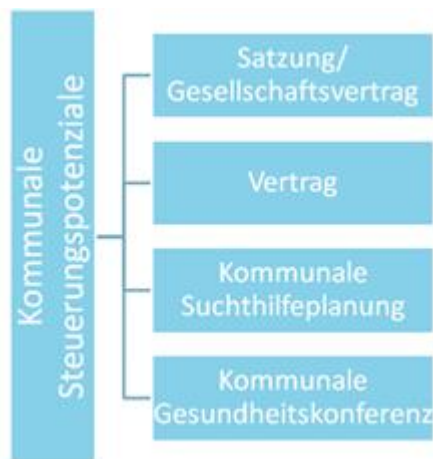 Kommunale
Steuerungspotenziale
Satzung/
Gesellschaftsvertrag
Vertrag
Kommunale
Suchthilfeplanung
Kommunale
Gesundheitskonferenz